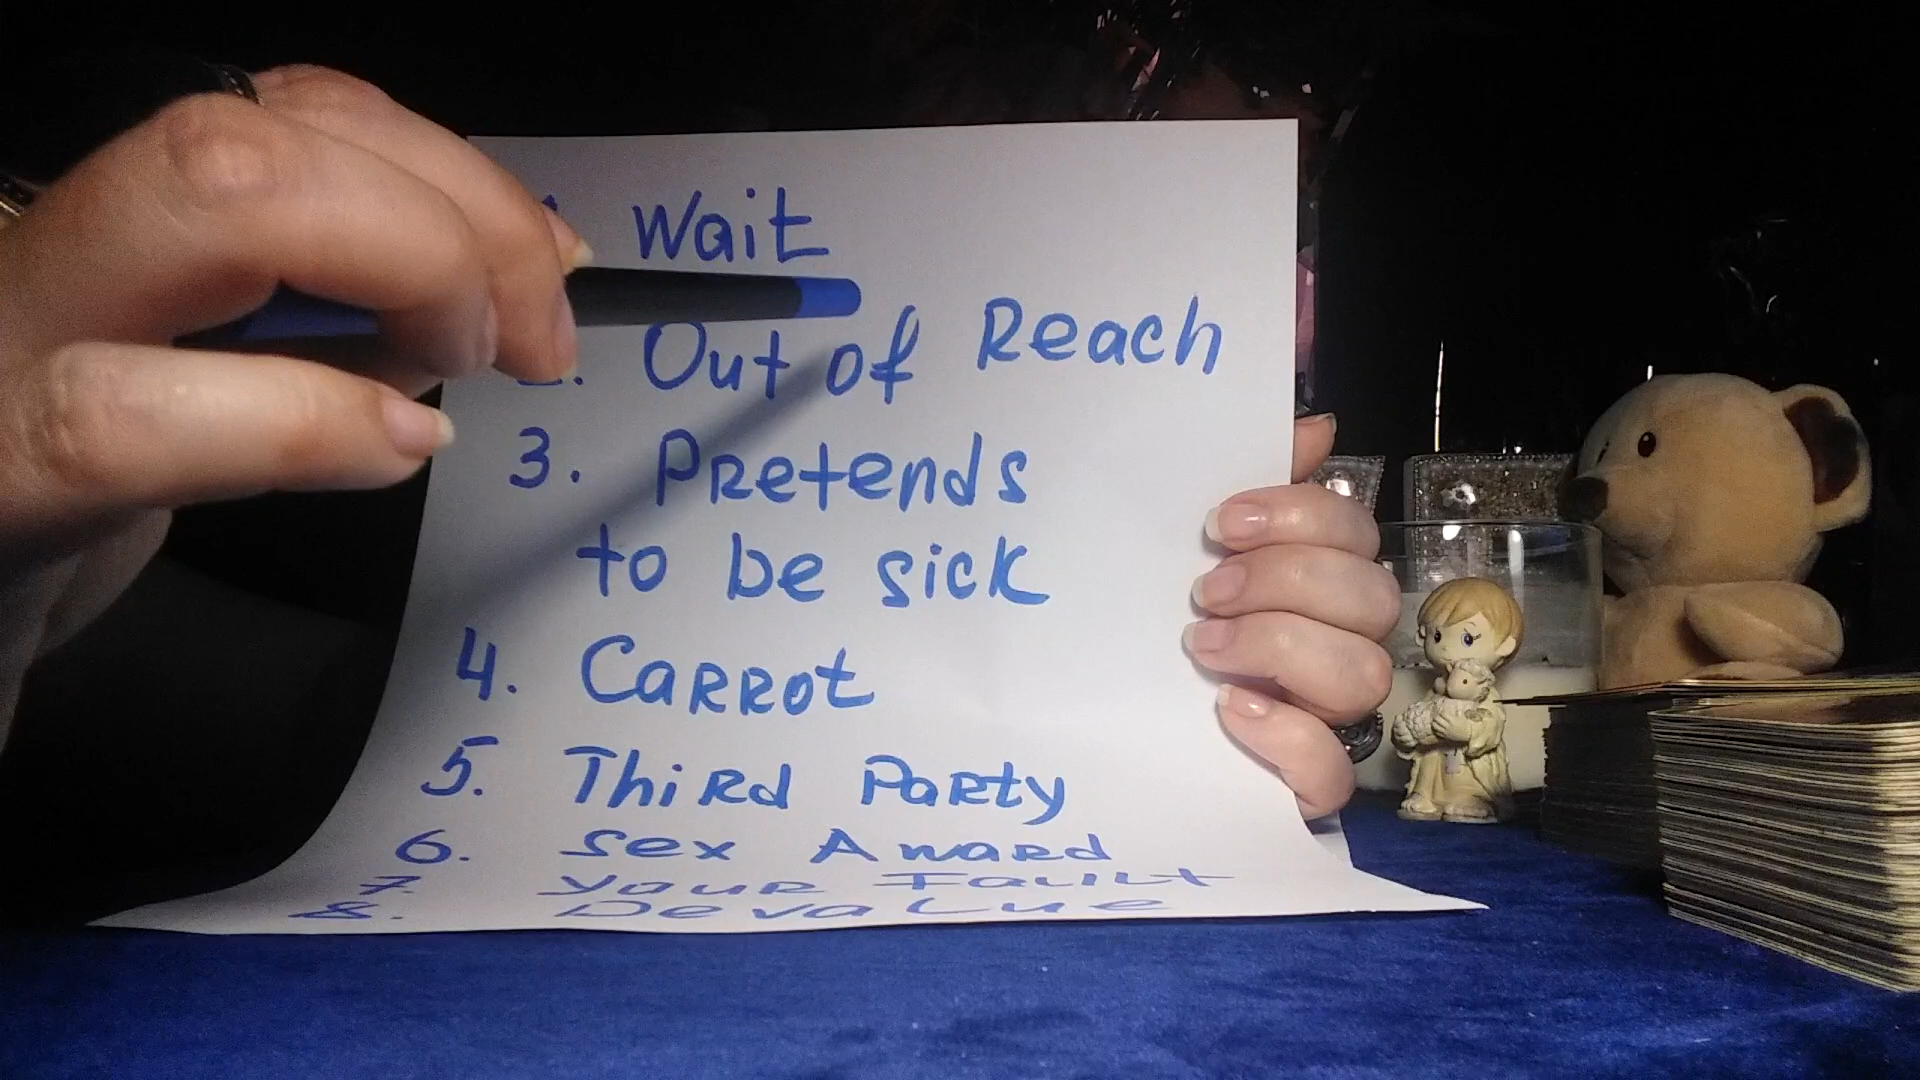 Wait
2. Out of Reach
3. Pretends
to be sick
4. Carrot
5. Third Party
6. Sex Award
7. Your Fault
8. Devalue